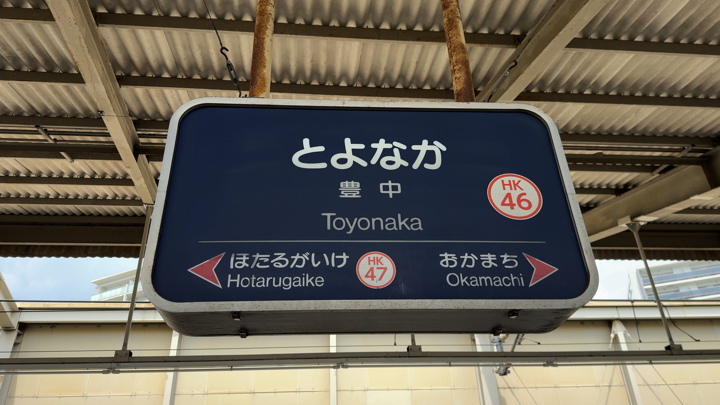 とよなか
豊中
HK
46
Toyonaka
ほたるがいけ
Hotarugaike
HK
47
おかまち
Okamachi